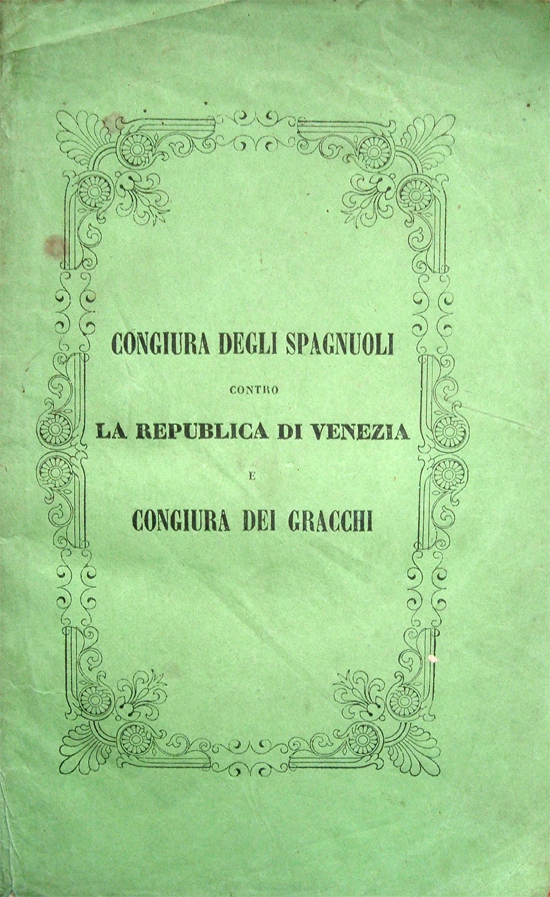 CONGIURA DEGLI SPAGNUOLI
CONTRO
LA REPUBLICA DI VENEZIA
E
CONGIURA DEI GRACCHI